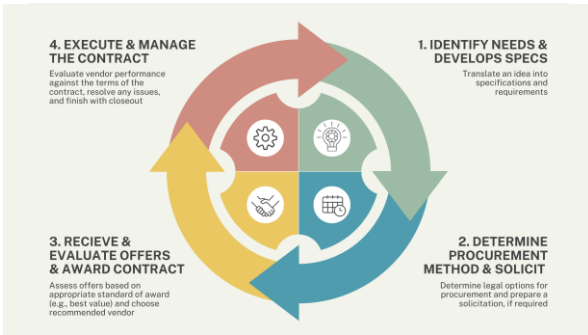 4. EXECUTE & MANAGE
THE CONTRACT
Evaluate vendor performance
against the terms of the
contract, resolve any issues,
and finish with closeout
1. IDENTIFY NEEDS &
DEVELOPS SPECS
Translate an idea into
specifications and
requirements
3. RECIEVE &
EVALUATE OFFERS
& AWARD CONTRACT
Assess offers based on
appropriate standard of award
(e.g., best value) and choose
recommended vendor
2. DETERMINE
PROCUREMENT
METHOD & SOLICIT
Determine legal options for
procurement and prepare a
solicitation, if required